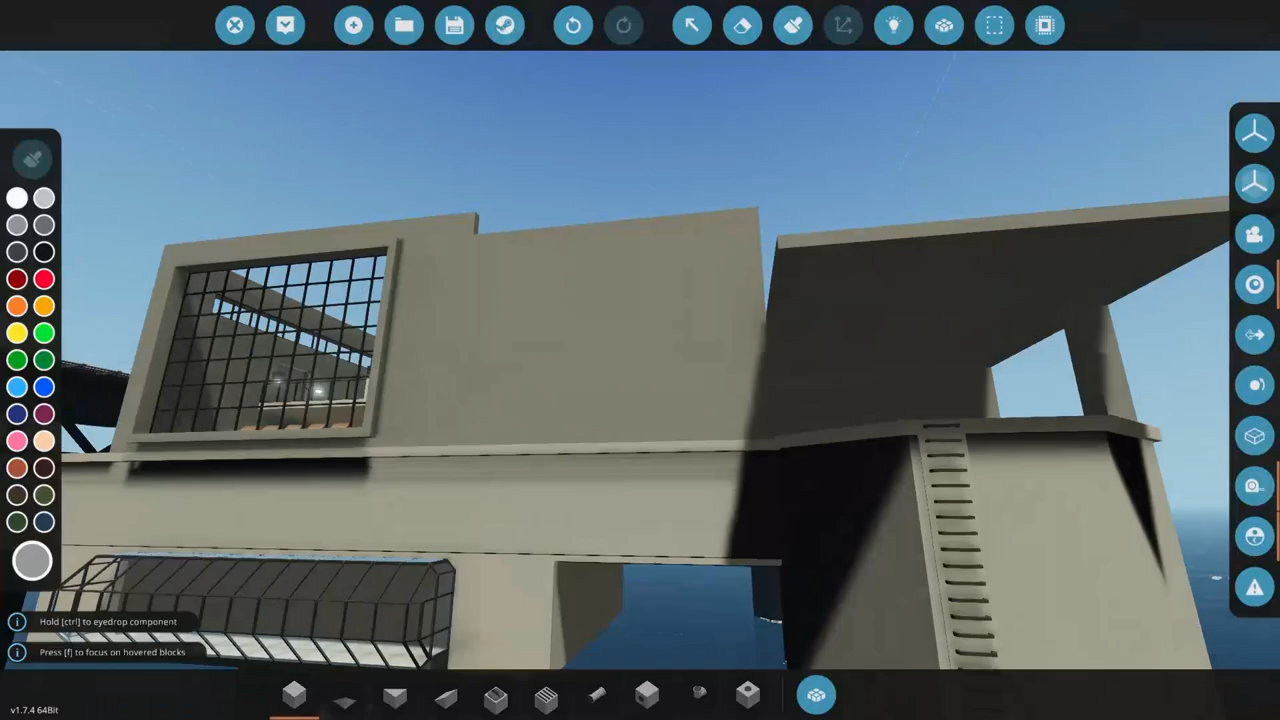 Hold [ctrl] to eyedrop component
Press [f] to focus on hovered blocks
v1.7.4 64Bit